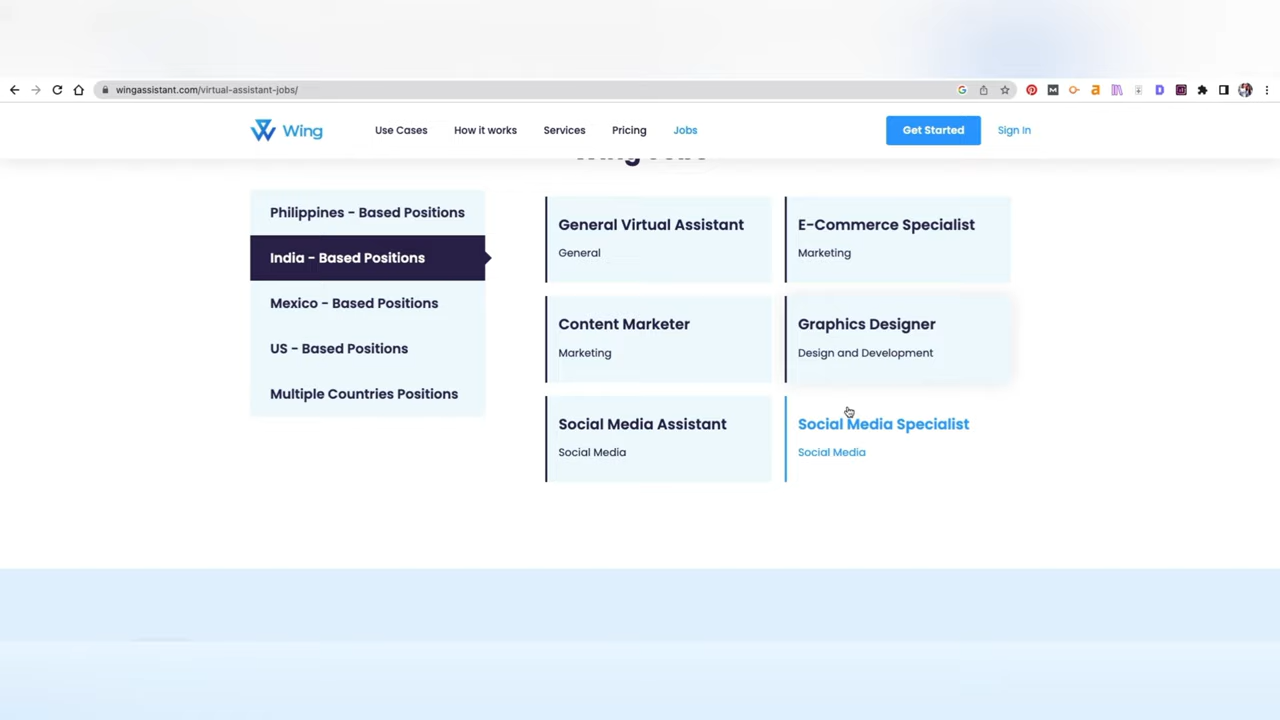 wingassistant.com/virtual-assistant-jobs/
Wing
Use Cases
How it works
Services
Pricing
Jobs
Get Started
Sign In
Wing Jobs
Philippines - Based Positions
India - Based Positions
Mexico - Based Positions
US - Based Positions
Multiple Countries Positions
General Virtual Assistant
General
E-Commerce Specialist
Marketing
Content Marketer
Marketing
Graphics Designer
Design and Development
Social Media Assistant
Social Media
Social Media Specialist
Social Media